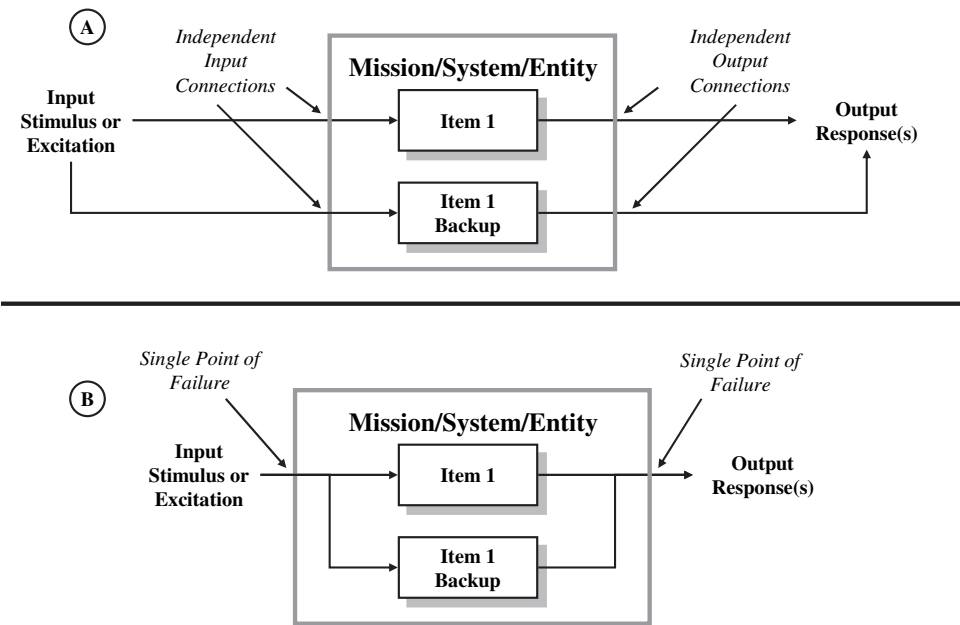 A
Independent
Input
Connections
Independent
Output
Connections
Mission/System/Entity
Input
Stimulus or
Excitation
Item 1
Output
Response(s)
Item 1
Backup
Single Point of
Failure
Single Point of
Failure
B
Mission/System/Entity
Input
Stimulus or
Excitation
Item 1
Output
Response(s)
Item 1
Backup